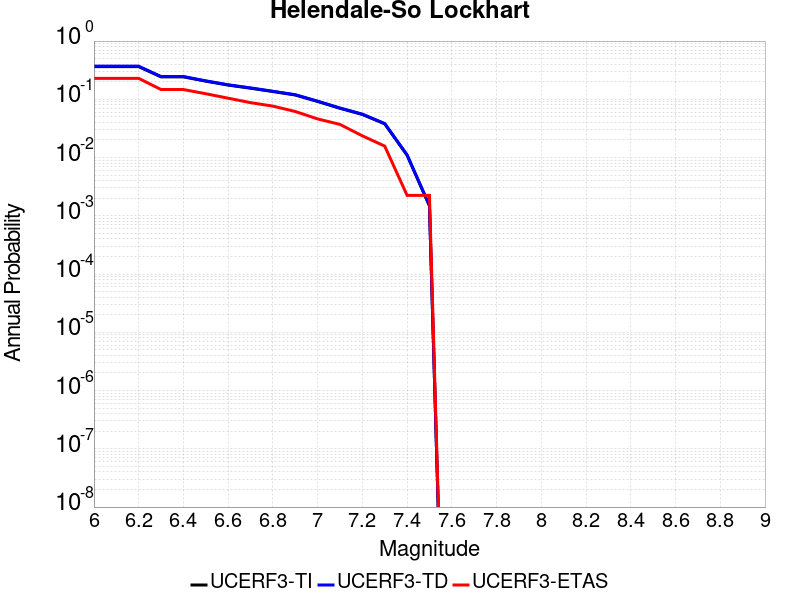 Helendale-So Lockhart
10^0
10^-1
10^-2
10^-3
10^-4
10^-5
10^-6
10^-7
10^-8
Annual Probability
6 6.2 6.4 6.6 6.8 7 7.2 7.4 7.6 7.8 8 8.2 8.4 8.6 8.8 9
Magnitude
UCERF3-TI UCERF3-TD UCERF3-ETAS